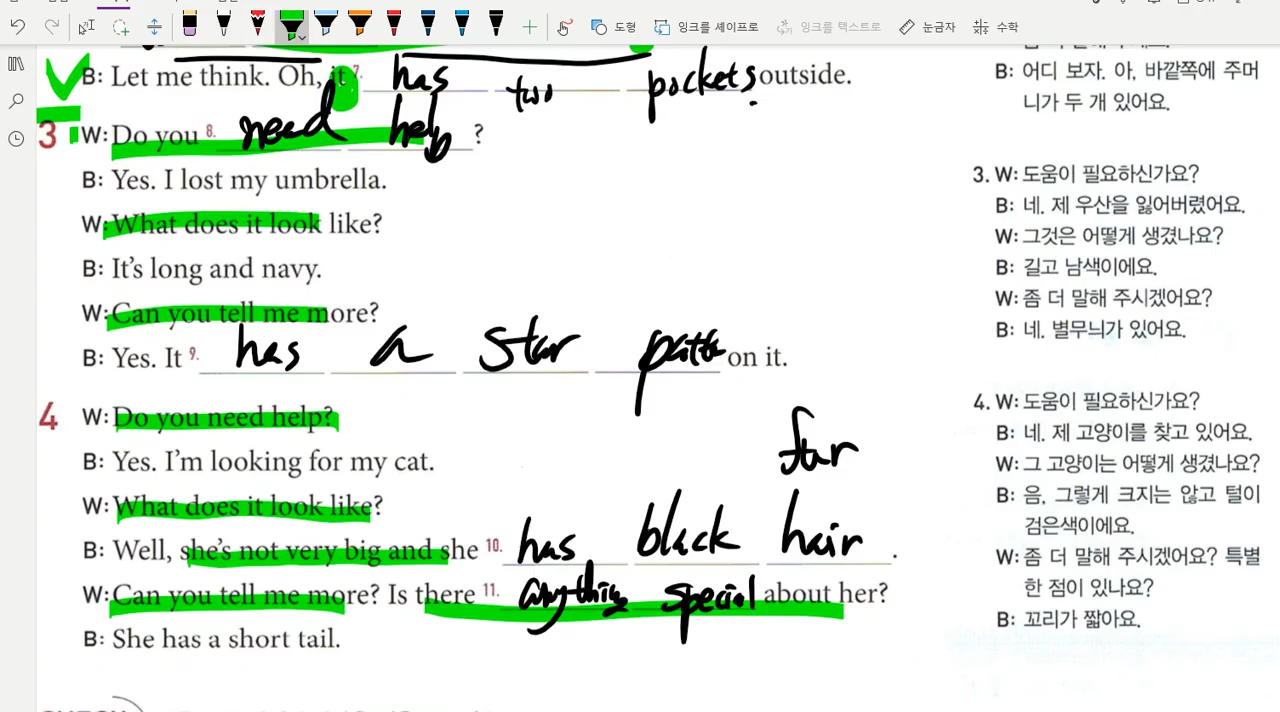 도형 잉크를 셰이프로 잉크를 텍스트로 눈금자 수학
B: Let me think. Oh, it 7. has two pockets outside.
3 W: Do you 8. need help ?
B: Yes. I lost my umbrella.
W: What does it look like?
B: It's long and navy.
W: Can you tell me more?
B: Yes. It 9. has a star patte on it.
4 W: Do you need help?
B: Yes. I'm looking for my cat.
fur
W: What does it look like?
B: Well, she's not very big and she 10. has black hair .
W: Can you tell me more? Is there 11. anything special about her?
B: She has a short tail.
B: 어디 보자. 아, 바깥쪽에 주머
니가 두 개 있어요.
3. W: 도움이 필요하신가요?
B: 네. 제 우산을 잃어버렸어요.
W: 그것은 어떻게 생겼나요?
B: 길고 남색이에요.
W: 좀 더 말해 주시겠어요?
B: 네. 별무늬가 있어요.
4. W: 도움이 필요하신가요?
B: 네. 제 고양이를 찾고 있어요.
W: 그 고양이는 어떻게 생겼나요?
B: 음, 그렇게 크지는 않고 털이
검은색이에요.
W: 좀 더 말해 주시겠어요? 특별
한 점이 있나요?
B: 꼬리가 짧아요.